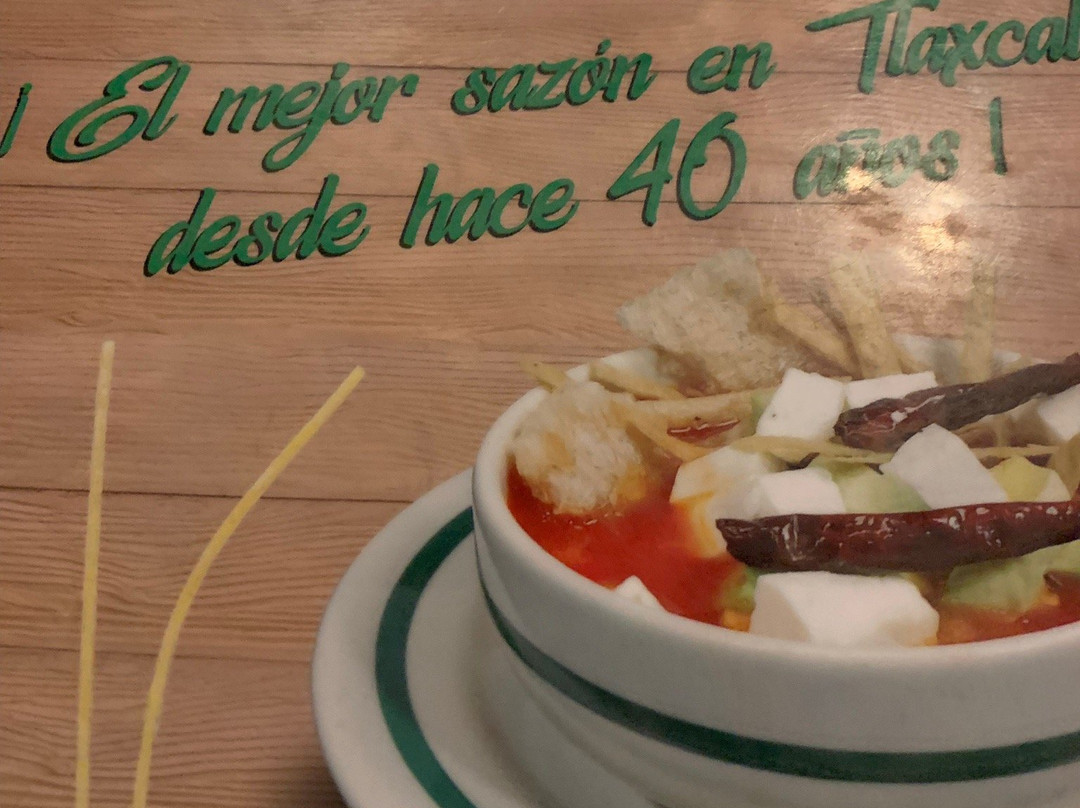 ¡ El mejor sazón en Tlaxcal
desde hace 40 años !